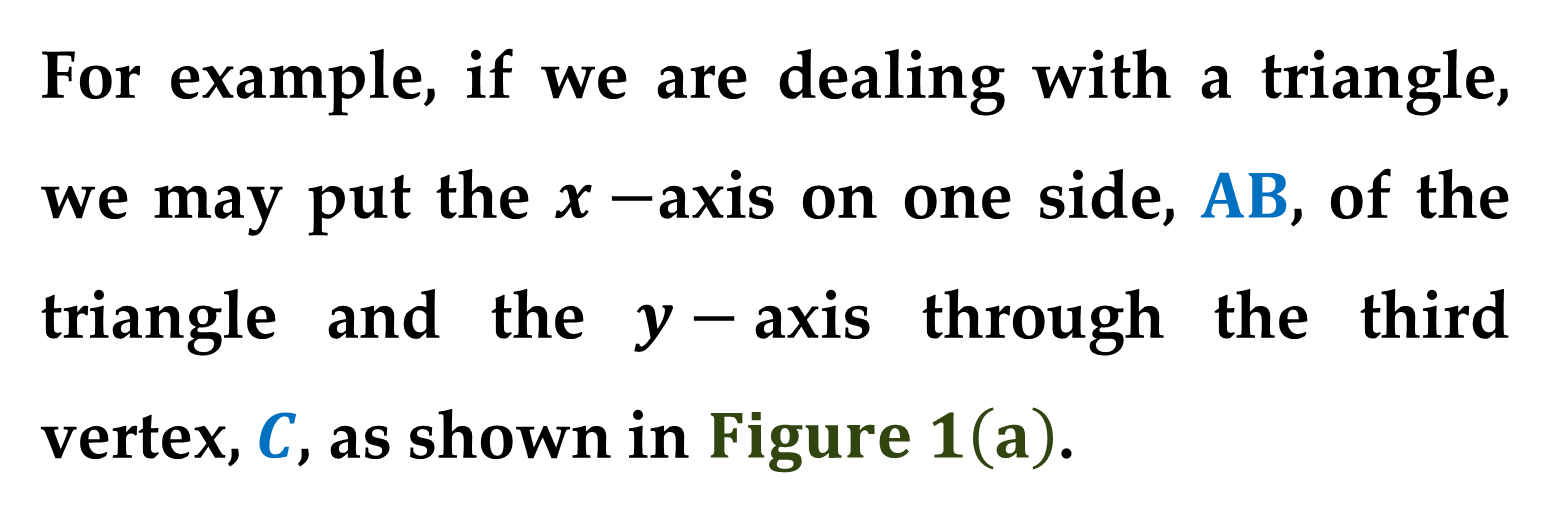 For example, if we are dealing with a triangle,
we may put the x −axis on one side, AB, of the
triangle and the y − axis through the third
vertex, C, as shown in Figure 1(a).